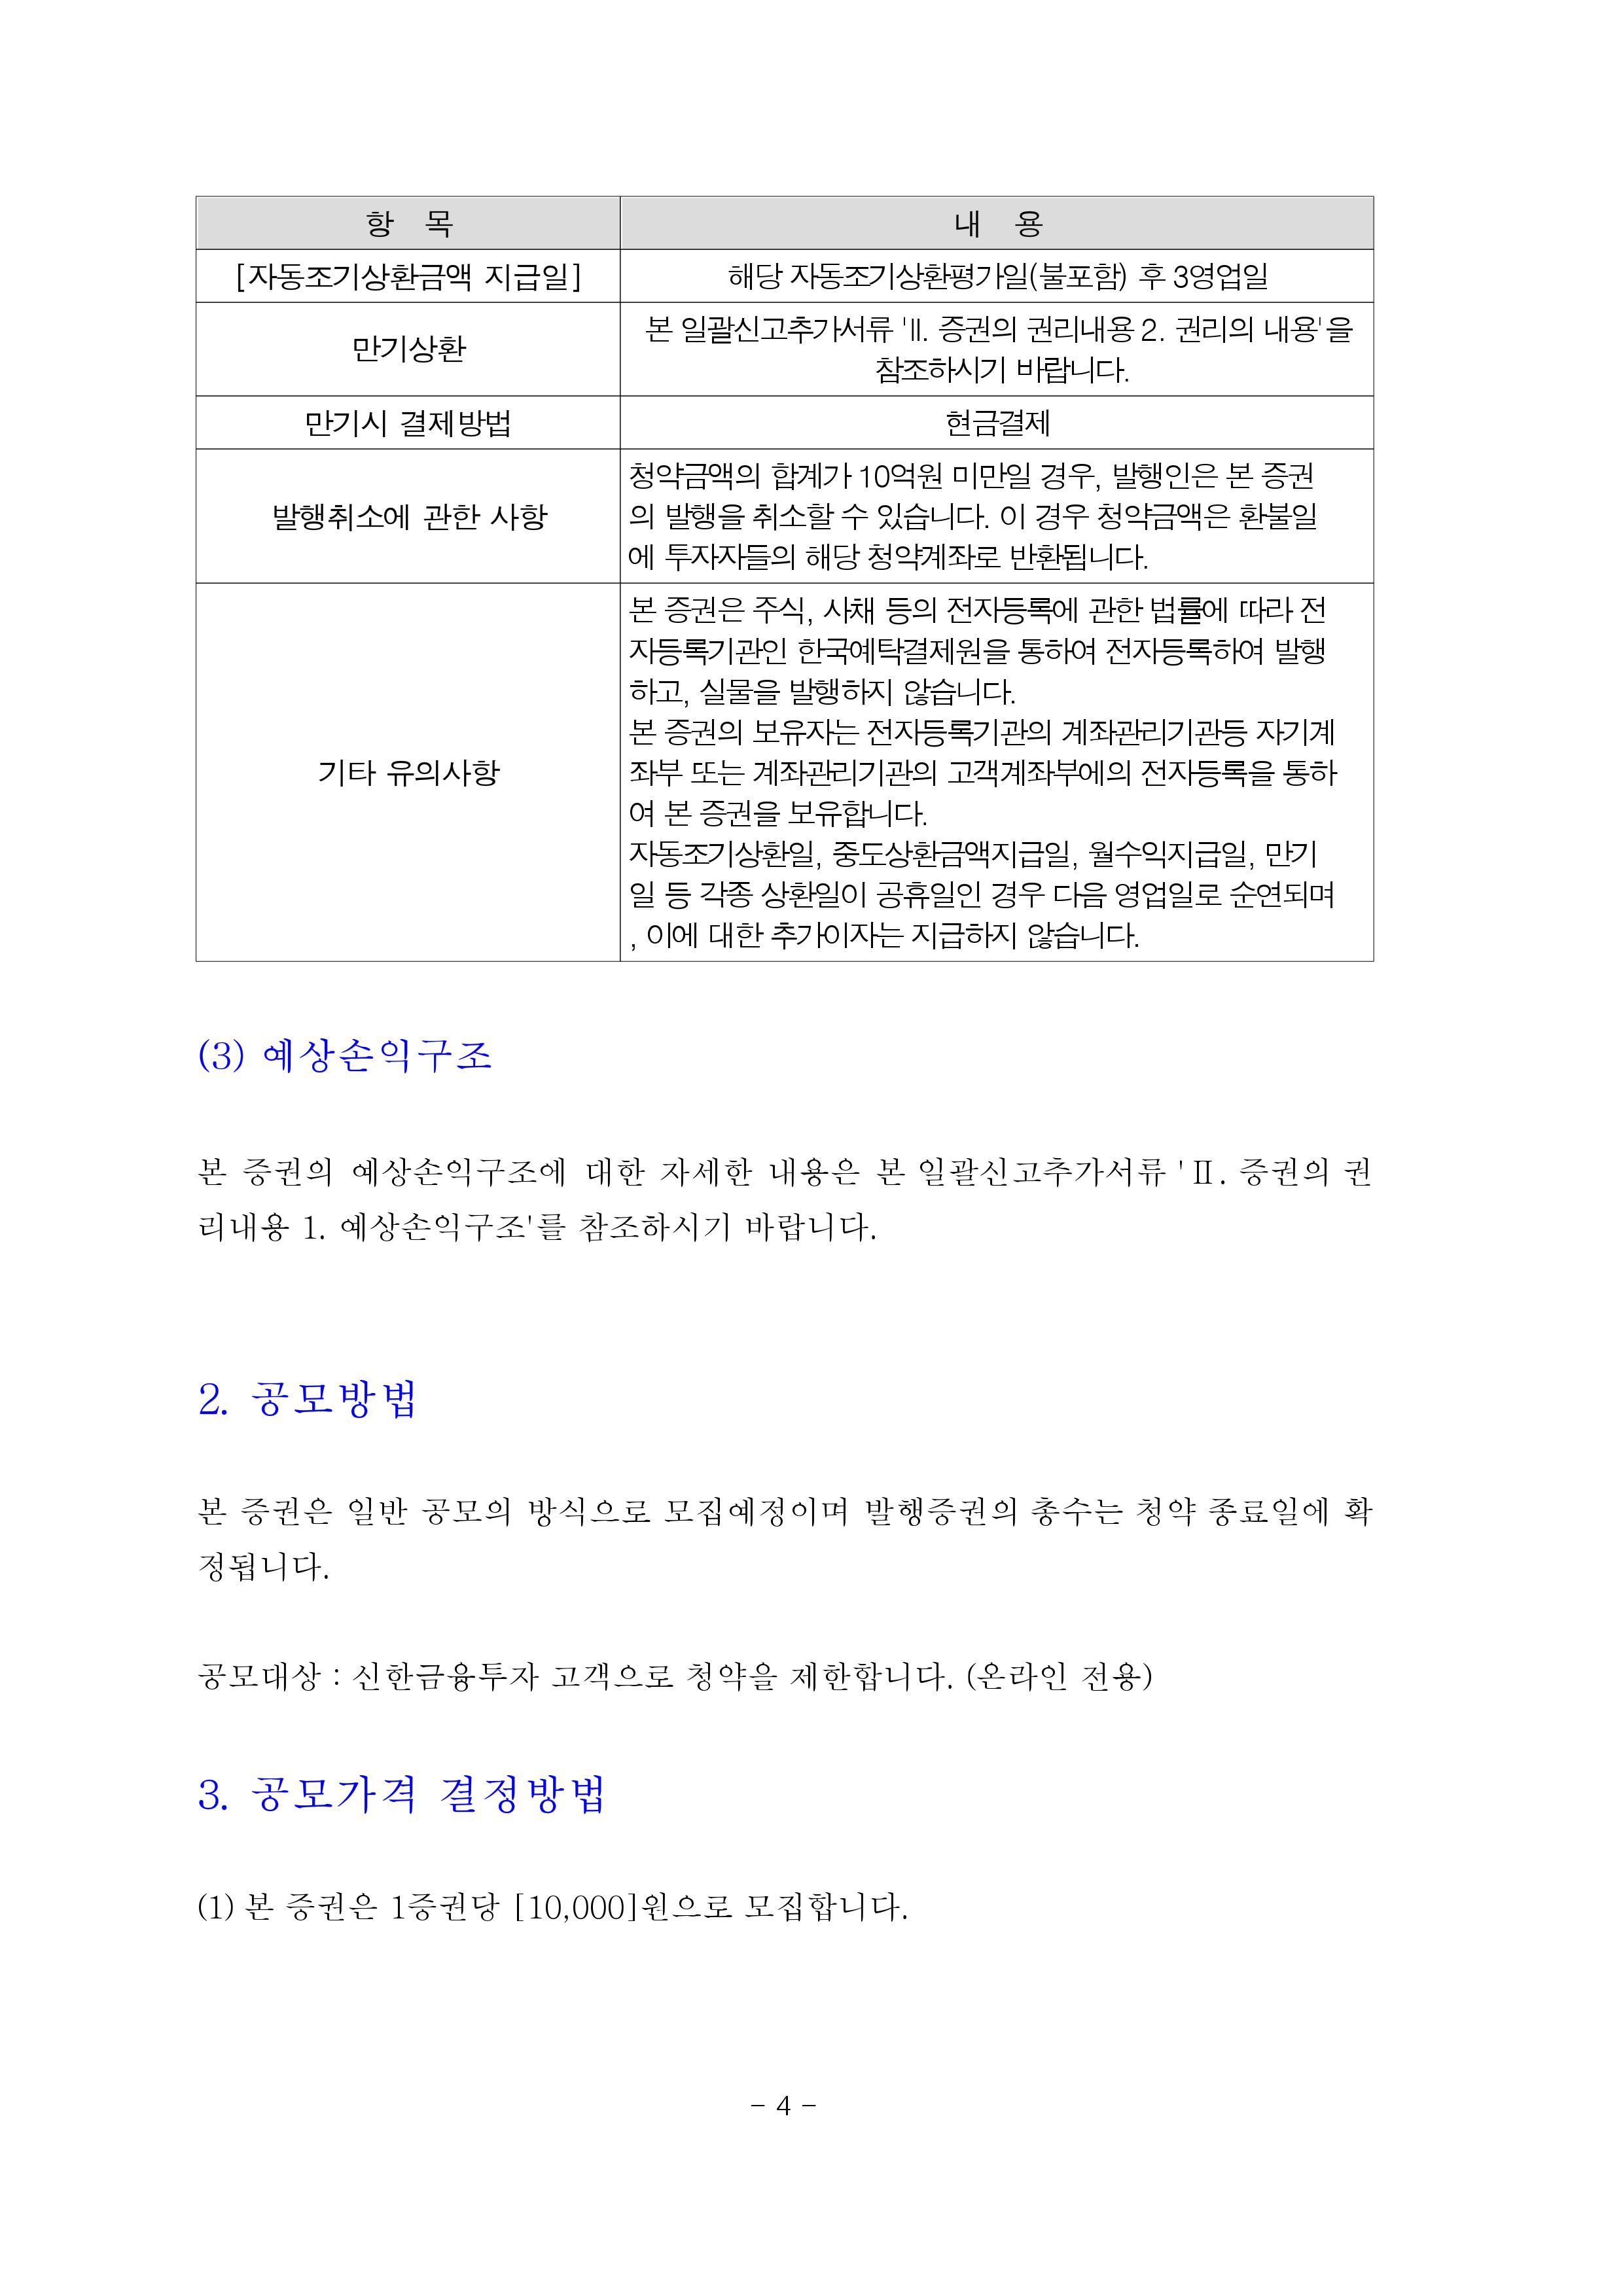 항 목 내 용
[자동조기상환금액 지급일] 해당 자동조기상환평가일(불포함) 후 3영업일
만기상환 본 일괄신고추가서류 'Ⅱ. 증권의 권리내용 2. 권리의 내용'을
참조하시기 바랍니다.
만기시 결제방법 현금결제
발행취소에 관한 사항 청약금액의 합계가 10억원 미만일 경우, 발행인은 본 증권
의 발행을 취소할 수 있습니다. 이 경우 청약금액은 환불일
에 투자자들의 해당 청약계좌로 반환됩니다.
기타 유의사항 본 증권은 주식, 사채 등의 전자등록에 관한 법률에 따라 전
자등록기관인 한국예탁결제원을 통하여 전자등록하여 발행
하고, 실물을 발행하지 않습니다.
본 증권의 보유자는 전자등록기관의 계좌관리기관등 자기계
좌부 또는 계좌관리기관의 고객계좌부에의 전자등록을 통하
여 본 증권을 보유합니다.
자동조기상환일, 중도상환금액지급일, 월수익지급일, 만기
일 등 각종 상환일이 공휴일인 경우 다음 영업일로 순연되며
, 이에 대한 추가이자는 지급하지 않습니다.
(3) 예상손익구조
본 증권의 예상손익구조에 대한 자세한 내용은 본 일괄신고추가서류 'Ⅱ. 증권의 권
리내용 1. 예상손익구조'를 참조하시기 바랍니다.
2. 공모방법
본 증권은 일반 공모의 방식으로 모집예정이며 발행증권의 총수는 청약 종료일에 확
정됩니다.
공모대상 : 신한금융투자 고객으로 청약을 제한합니다. (온라인 전용)
3. 공모가격 결정방법
(1) 본 증권은 1증권당 [10,000]원으로 모집합니다.
- 4 -